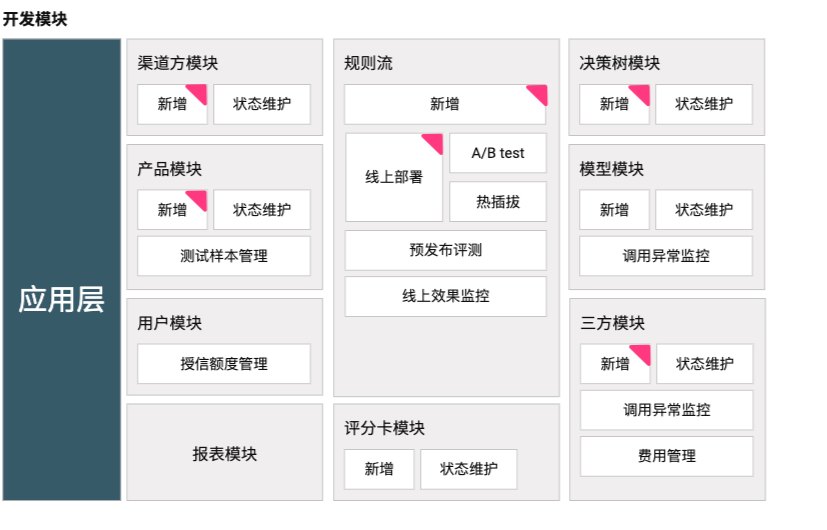 开发模块
应用层
渠道方模块
新增
状态维护
产品模块
新增
状态维护
测试样本管理
用户模块
授信额度管理
报表模块
规则流
新增
线上部署
A/B test
热插拔
预发布评测
线上效果监控
评分卡模块
新增
状态维护
决策树模块
新增
状态维护
模型模块
新增
状态维护
调用异常监控
三方模块
新增
状态维护
调用异常监控
费用管理